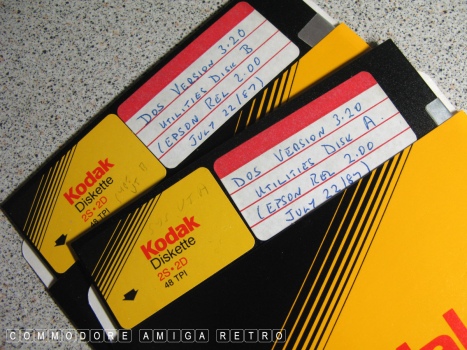 DOS VERSION 3.20
UTILITIES DISK B
(EPSON REL 2.00
JULY 22/87)
Kodak
Diskette
2S•2D
48 TPI
DOS VERSION 3.20
UTILITIES DISK A.
(EPSON REL 2.00
JULY 22/87)
Kodak
Diskette
2S•2D
48 TPI
COMMODORE AMIGA RETRO